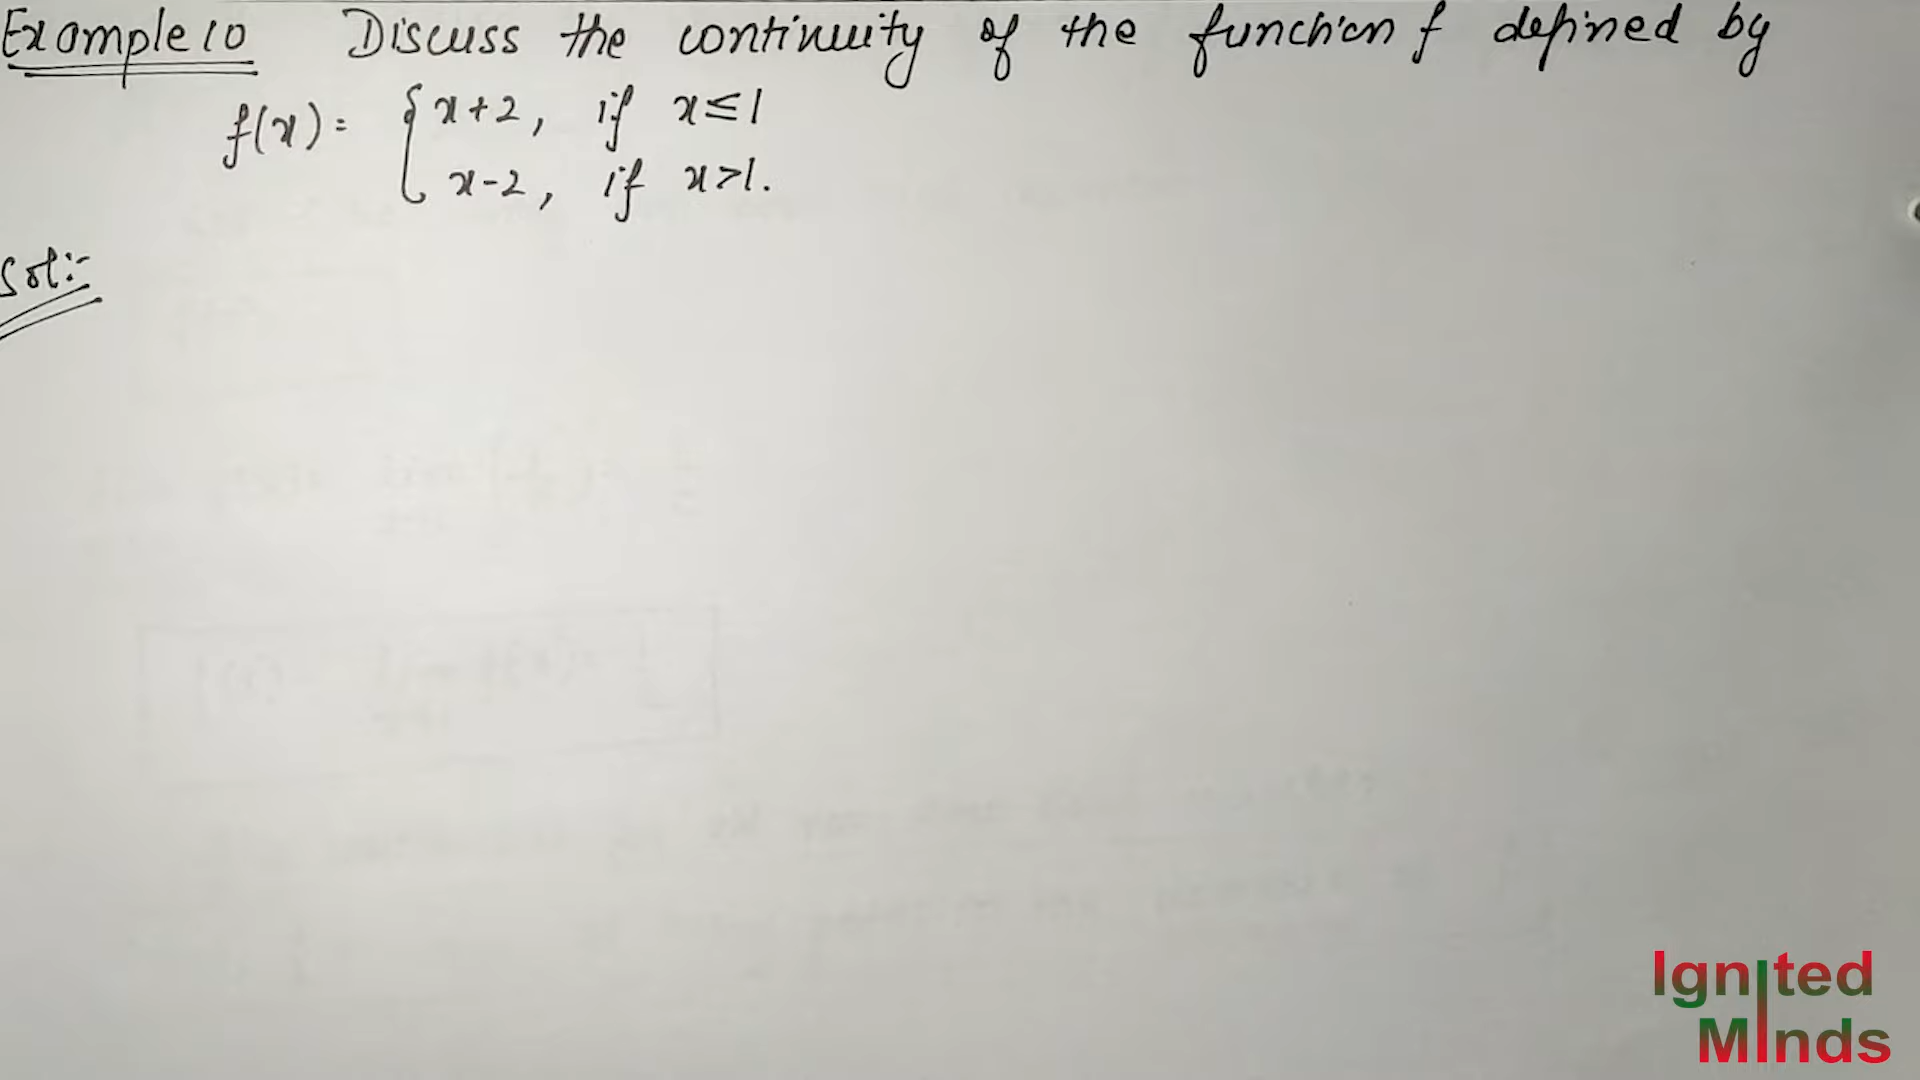 Example 10 Discuss the continuity of the function f defined by
f(x) = { x+2, if x≤1
x-2, if x>1.
Sol:-
Ignited
Minds